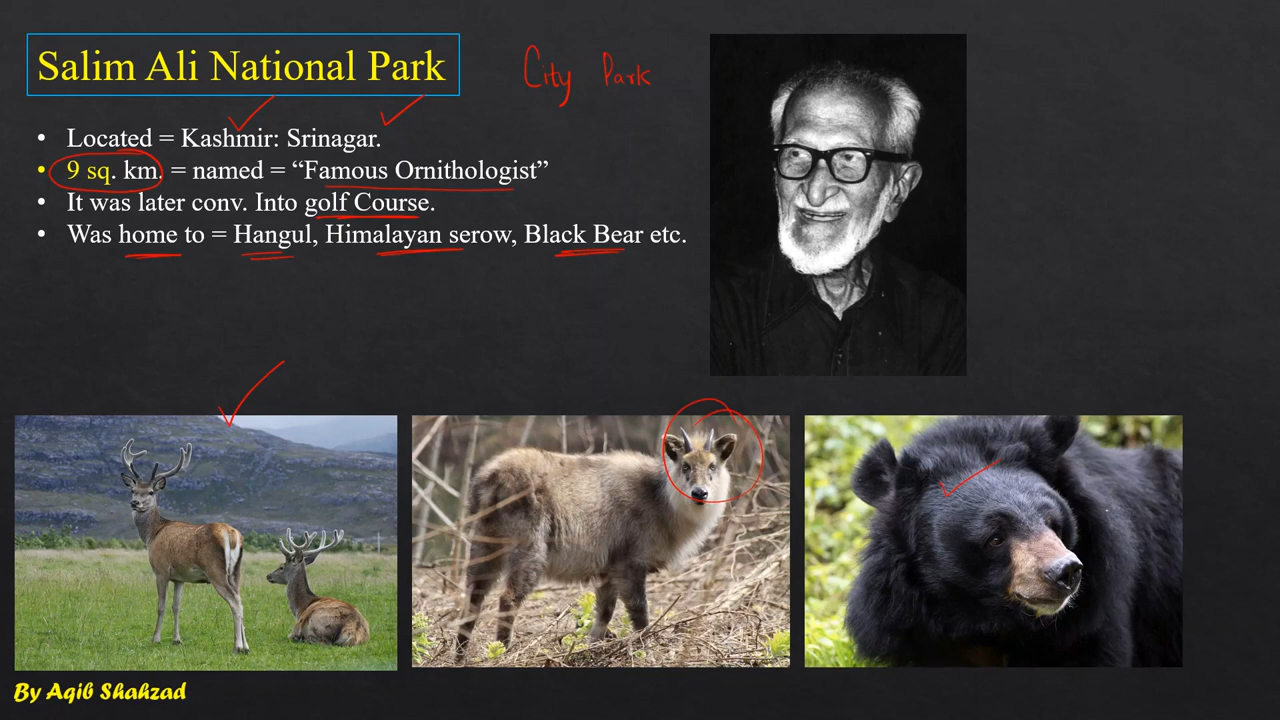 Salim Ali National Park
City Park
• Located = Kashmir: Srinagar.
• 9 sq. km. = named = “Famous Ornithologist”
• It was later conv. Into golf Course.
• Was home to = Hangul, Himalayan serow, Black Bear etc.
By Aqib Shahzad